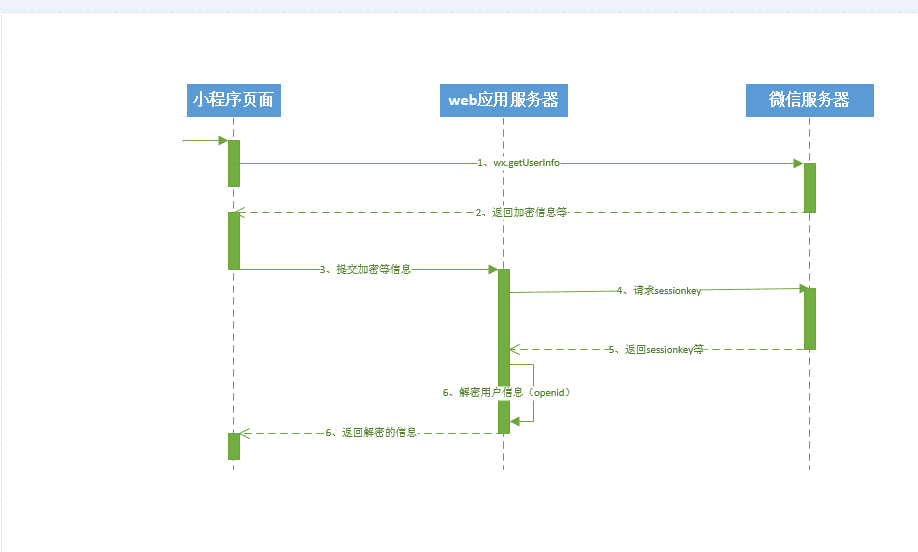 小程序页面
web应用服务器
微信服务器
1、wx.getUserInfo
2、返回加密信息等
3、提交加密等信息
4、请求sessionkey
5、返回sessionkey等
6、解密用户信息（openid）
6、返回解密的信息